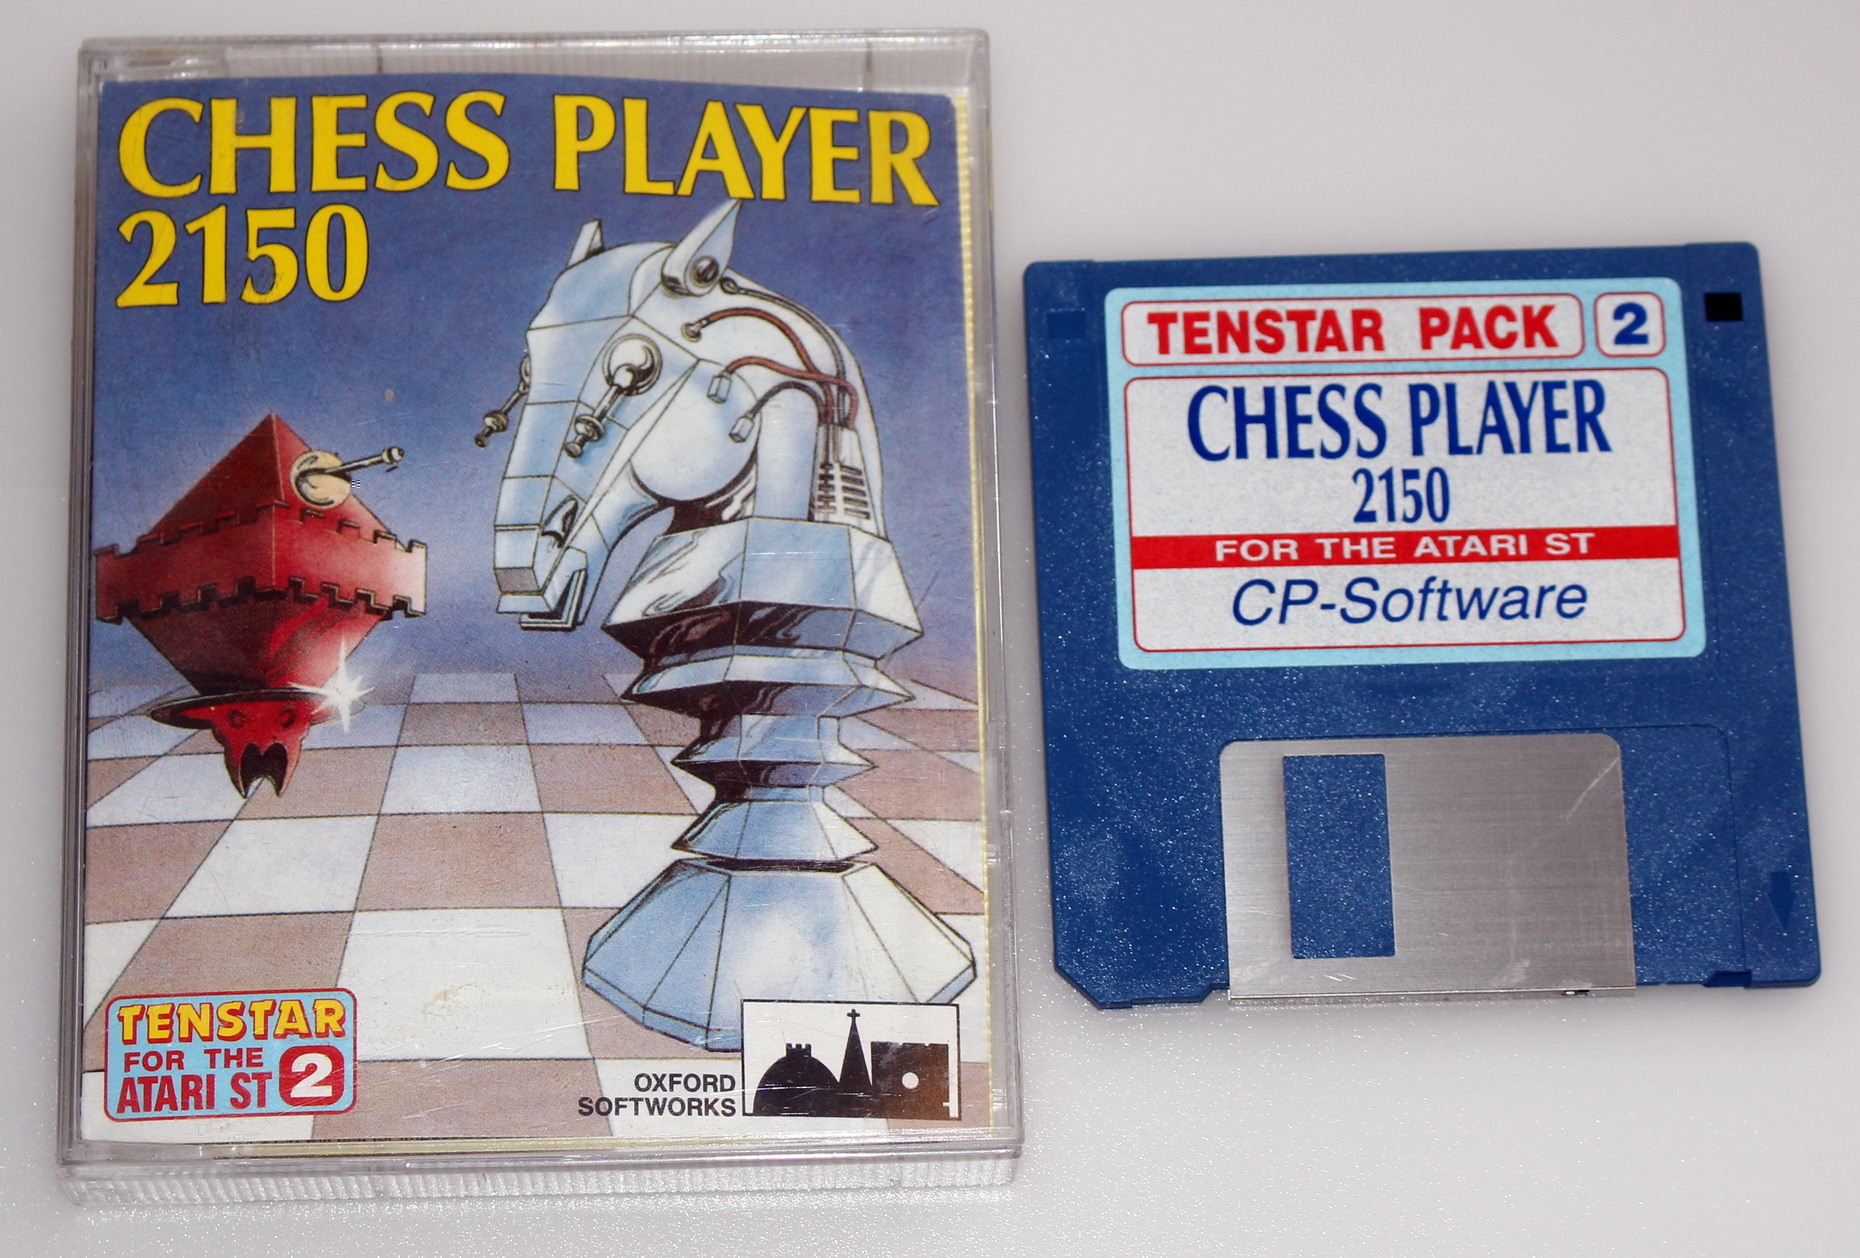 CHESS PLAYER
2150
TENSTAR
FOR THE
ATARI ST 2
OXFORD
SOFTWORKS
TENSTAR PACK 2
CHESS PLAYER
2150
FOR THE ATARI ST
CP-Software